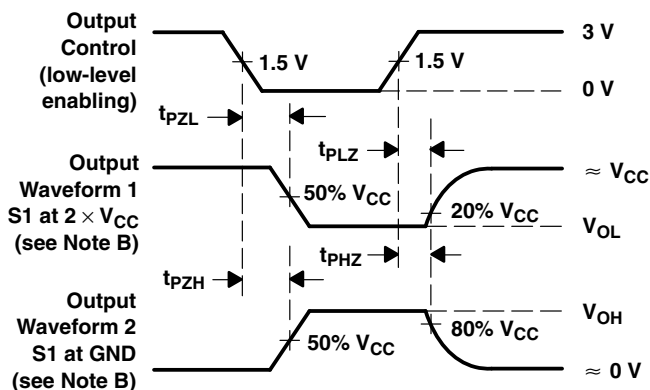 Output
Control
(low-level
enabling)
1.5 V
1.5 V
3 V
0 V
tPZL
tPLZ
Output
Waveform 1
S1 at 2 × VCC
(see Note B)
50% VCC
20% VCC
≈ VCC
VOL
tPZH
tPHZ
Output
Waveform 2
S1 at GND
(see Note B)
50% VCC
80% VCC
VOH
≈ 0 V